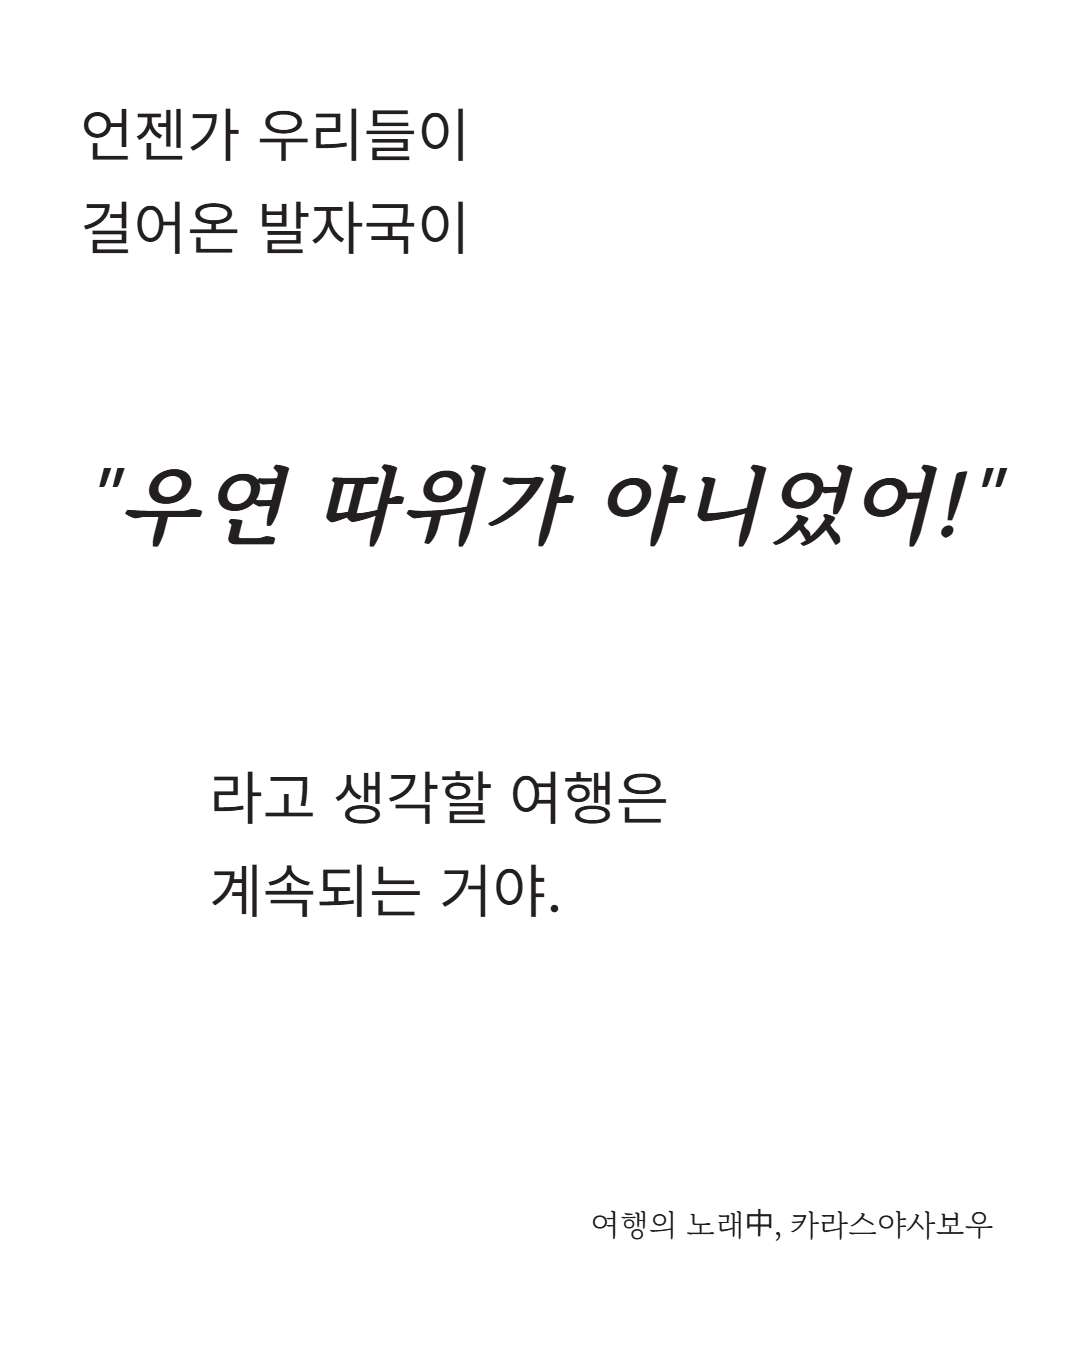 언젠가 우리들이
걸어온 발자국이
"우연 따위가 아니었어!"
라고 생각할 여행은
계속되는 거야.
여행의 노래中, 카라스야사보우